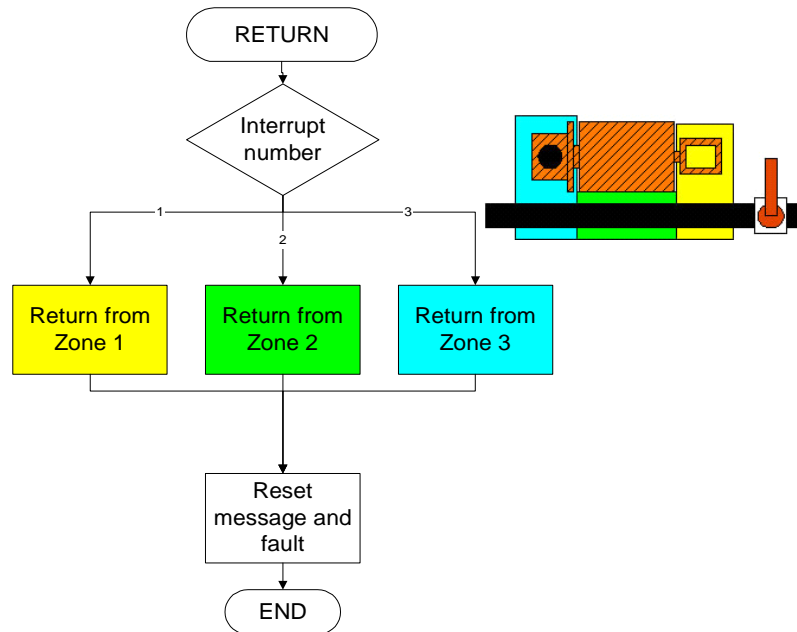 RETURN
Interrupt
number
1
2
3
Return from
Zone 1
Return from
Zone 2
Return from
Zone 3
Reset
message and
fault
END